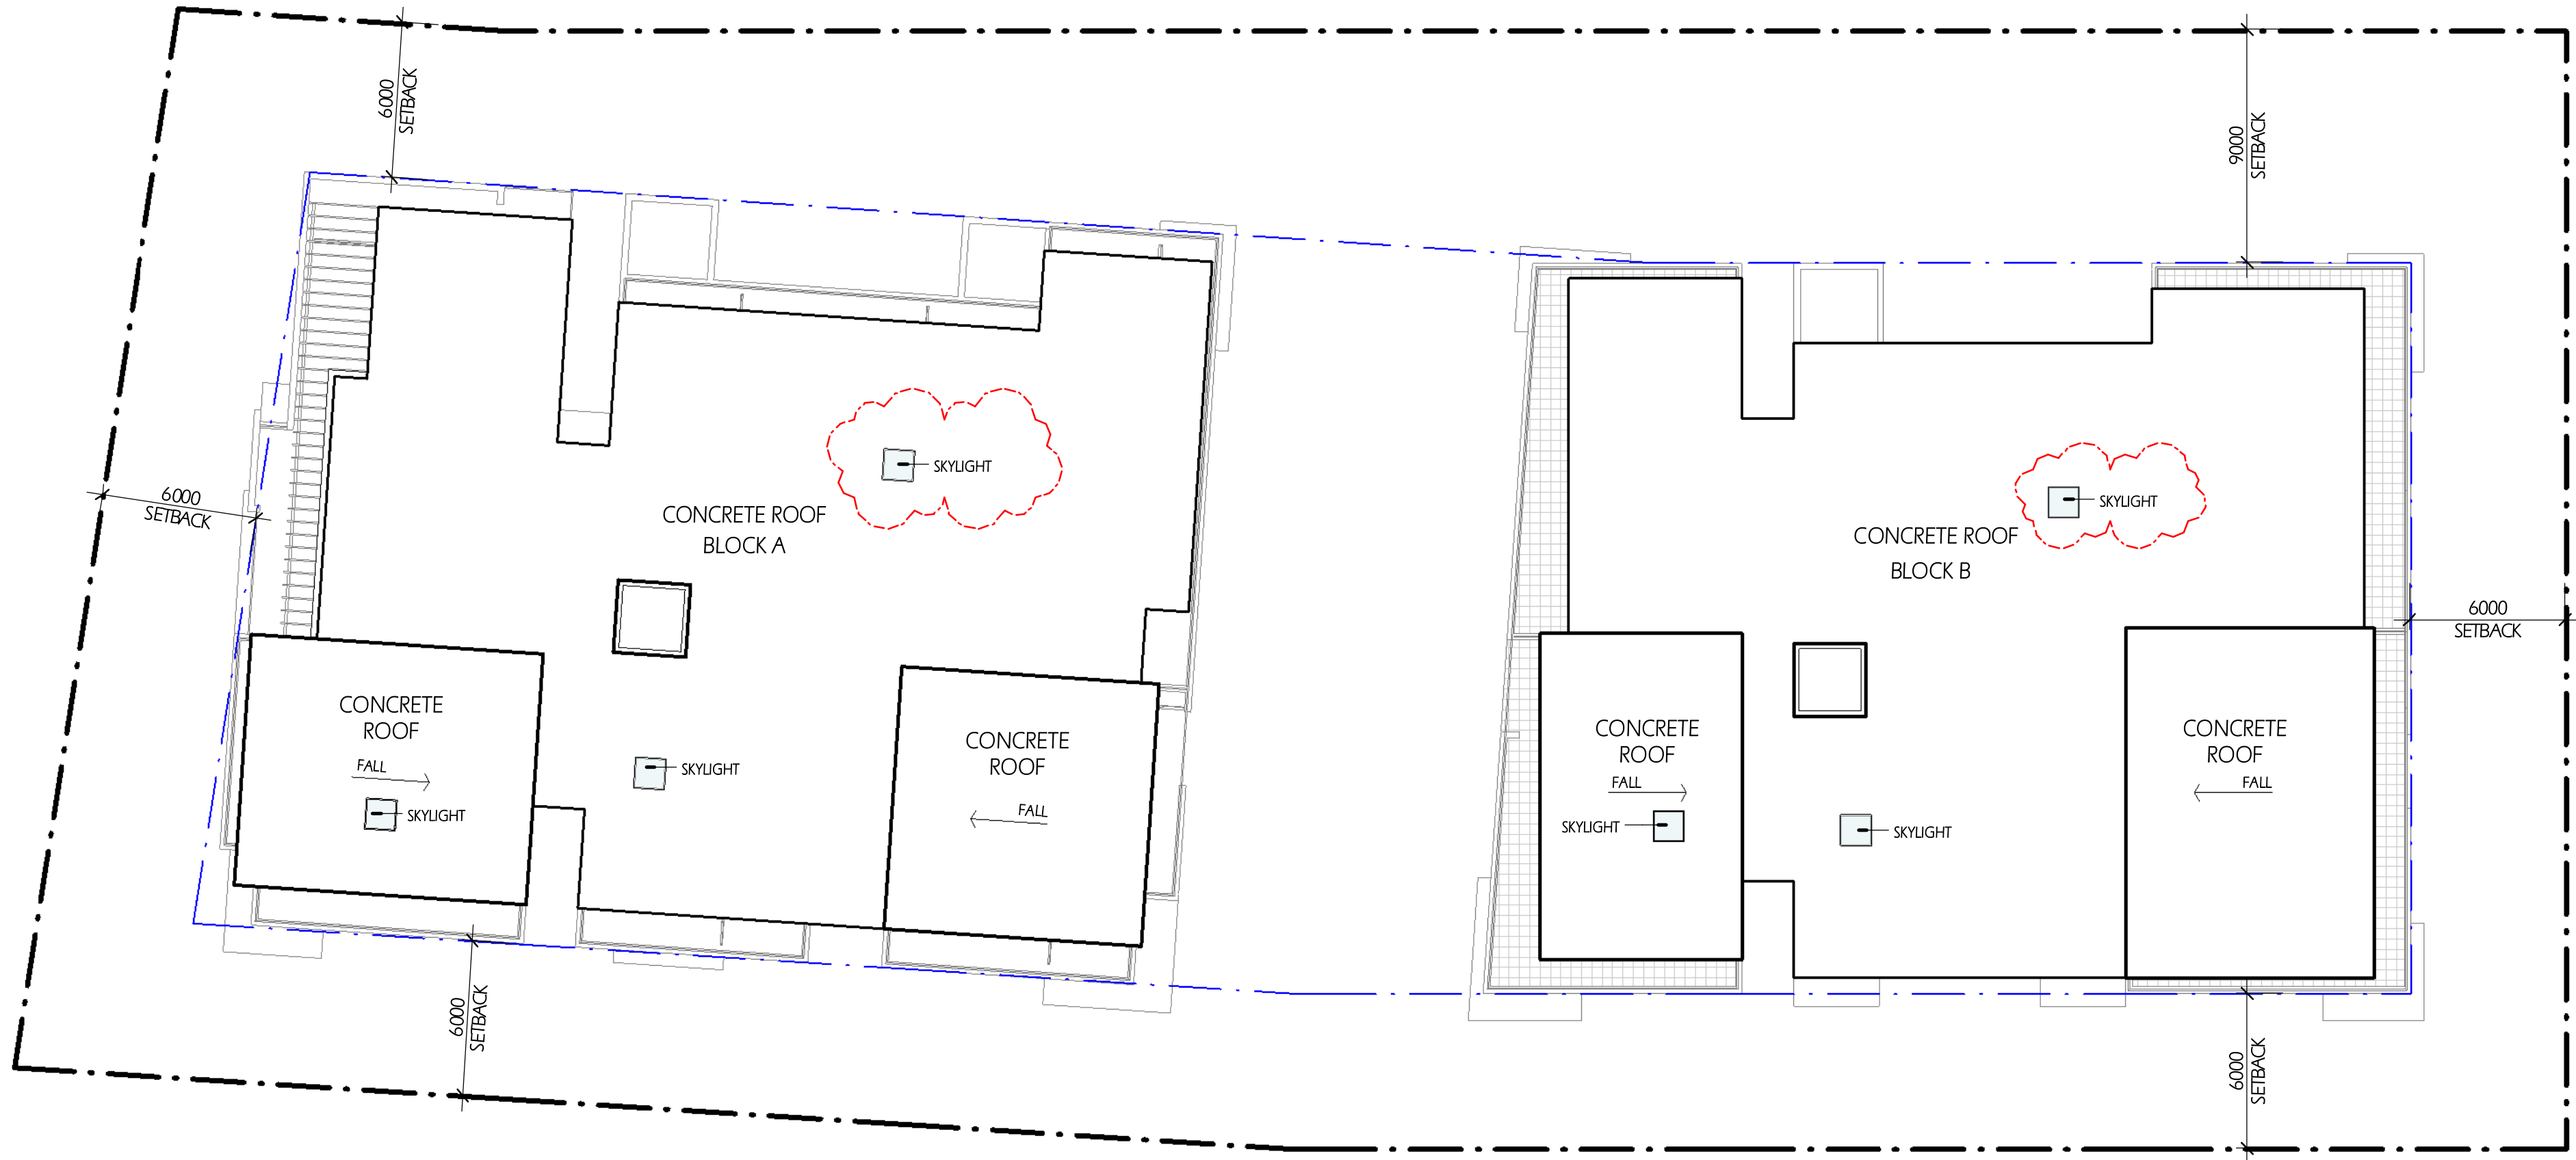 6000
SETBACK
9000
SETBACK
SKYLIGHT
6000
SETBACK
CONCRETE ROOF
BLOCK A
SKYLIGHT
CONCRETE ROOF
BLOCK B
6000
SETBACK
CONCRETE
ROOF
FALL
SKYLIGHT
SKYLIGHT
CONCRETE
ROOF
FALL
CONCRETE
ROOF
FALL
SKYLIGHT
SKYLIGHT
CONCRETE
ROOF
FALL
6000
SETBACK
6000
SETBACK